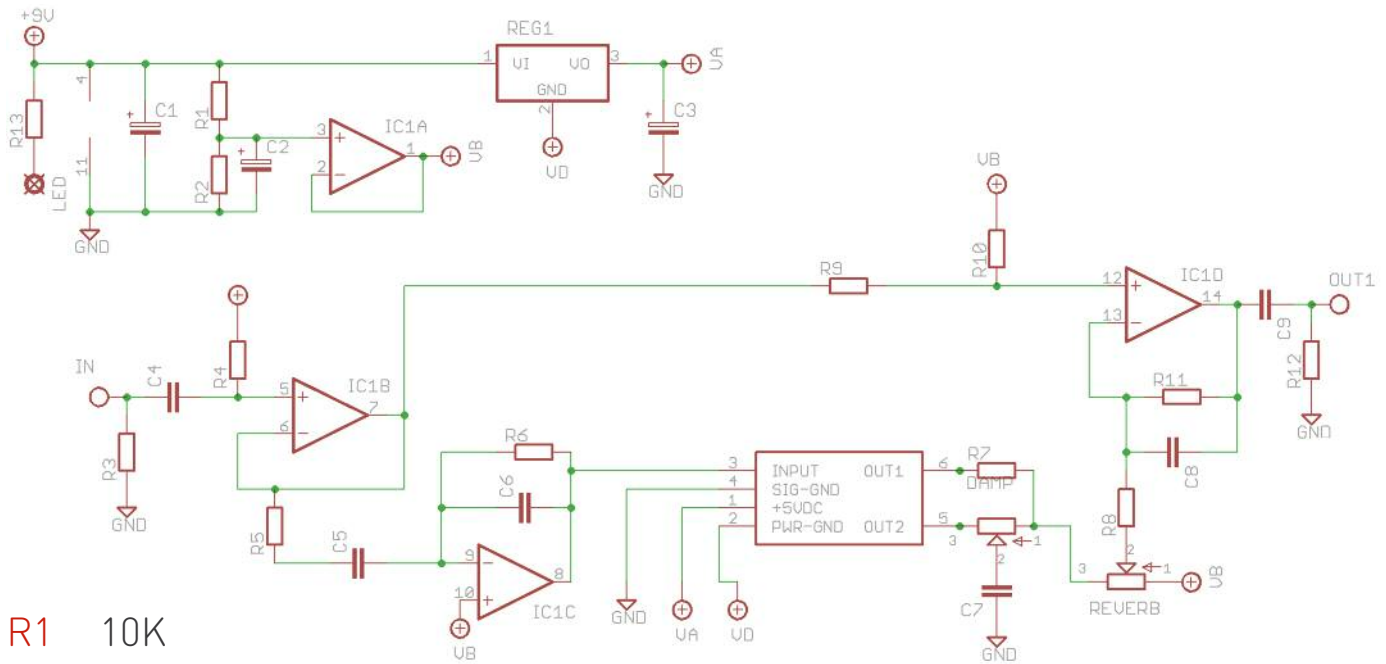 +9V
REG1
1 VI VO 3
VA
GND
2
VD
4
R13
C1
R1
C2
3 IC1A
1
2
VB
C3
11
R2
LED
GND
GND
VB
R9
R10
12 IC1D
14
13
OUT1
C9
R12
R11
C8
GND
IN
C4
R4
5 IC1B
7
6
R3
GND
R6
C6
R5
C5
9
8
10
IC1C
VB
3 INPUT OUT1 6
4 SIG-GND
1 +5VDC
2 PWR-GND OUT2 5
R7
DAMP
3
1
2
C7
GND
GND
VA
VD
R8
2
1
3
REVERB
VB
R1 10K